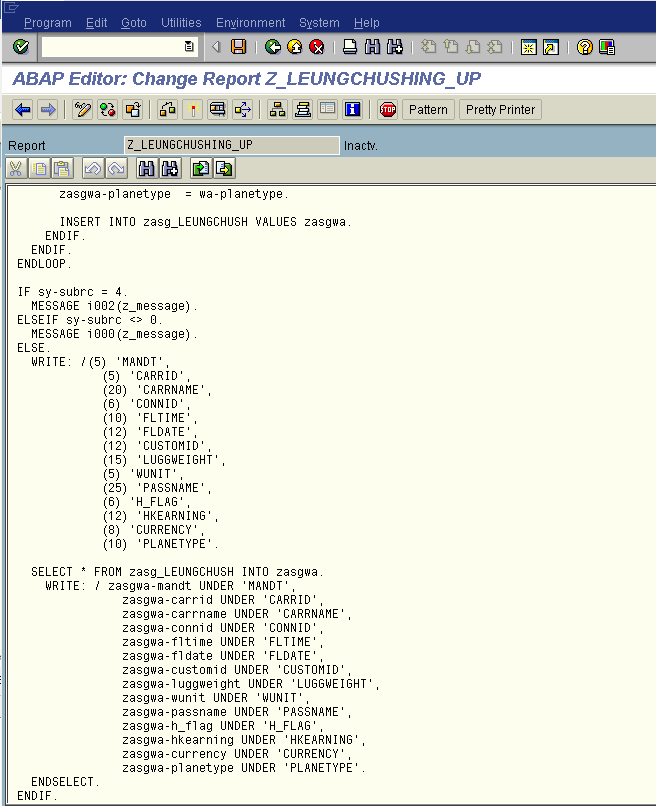 Program Edit Goto Utilities Environment System Help
ABAP Editor: Change Report Z_LEUNGCHUSHING_UP
STOP Pattern Pretty Printer
Report Z_LEUNGCHUSHING_UP Inactv.
zasgwa-planetype  = wa-planetype.
INSERT INTO zasg_LEUNGCHUSH VALUES zasgwa.
ENDIF.
ENDIF.
ENDLOOP.
IF sy-subrc = 4.
MESSAGE i002(z_message).
ELSEIF sy-subrc <> 0.
MESSAGE i000(z_message).
ELSE.
WRITE: /(5) 'MANDT',
(5) 'CARRID',
(20) 'CARRNAME',
(6) 'CONNID',
(10) 'FLTIME',
(12) 'FLDATE',
(12) 'CUSTOMID',
(15) 'LUGGWEIGHT',
(5) 'WUNIT',
(25) 'PASSNAME',
(6) 'H_FLAG',
(12) 'HKEARNING',
(8) 'CURRENCY',
(10) 'PLANETYPE'.
SELECT * FROM zasg_LEUNGCHUSH INTO zasgwa.
WRITE: / zasgwa-mandt UNDER 'MANDT',
zasgwa-carrid UNDER 'CARRID',
zasgwa-carrname UNDER 'CARRNAME',
zasgwa-connid UNDER 'CONNID',
zasgwa-fltime UNDER 'FLTIME',
zasgwa-fldate UNDER 'FLDATE',
zasgwa-customid UNDER 'CUSTOMID',
zasgwa-luggweight UNDER 'LUGGWEIGHT',
zasgwa-wunit UNDER 'WUNIT',
zasgwa-passname UNDER 'PASSNAME',
zasgwa-h_flag UNDER 'H_FLAG',
zasgwa-hkearning UNDER 'HKEARNING',
zasgwa-currency UNDER 'CURRENCY',
zasgwa-planetype UNDER 'PLANETYPE'.
ENDSELECT.
ENDIF.